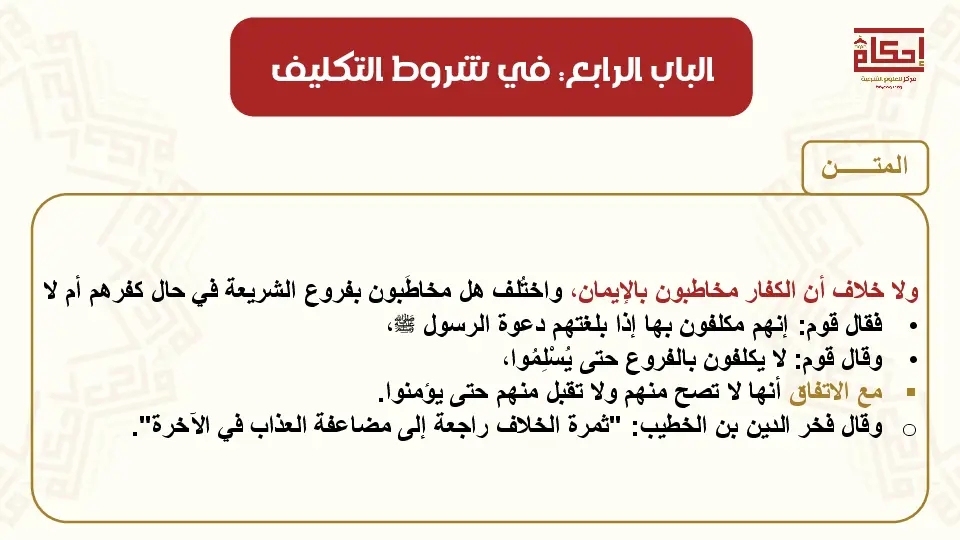 الباب الرابع: في شروط التكليف
إحكام
مركز للعلوم الشرعية
المتـــــن
ولا خلاف أن الكفار مخاطبون بالإيمان، واختُلف هل مخاطَبون بفروع الشريعة في حال كفرهم أم لا
• فقال قوم: إنهم مكلفون بها إذا بلغتهم دعوة الرسول ﷺ،
• وقال قوم: لا يكلفون بالفروع حتى يُسْلِمُوا،
▪ مع الاتفاق أنها لا تصح منهم ولا تقبل منهم حتى يؤمنوا.
o وقال فخر الدين بن الخطيب: "ثمرة الخلاف راجعة إلى مضاعفة العذاب في الآخرة".